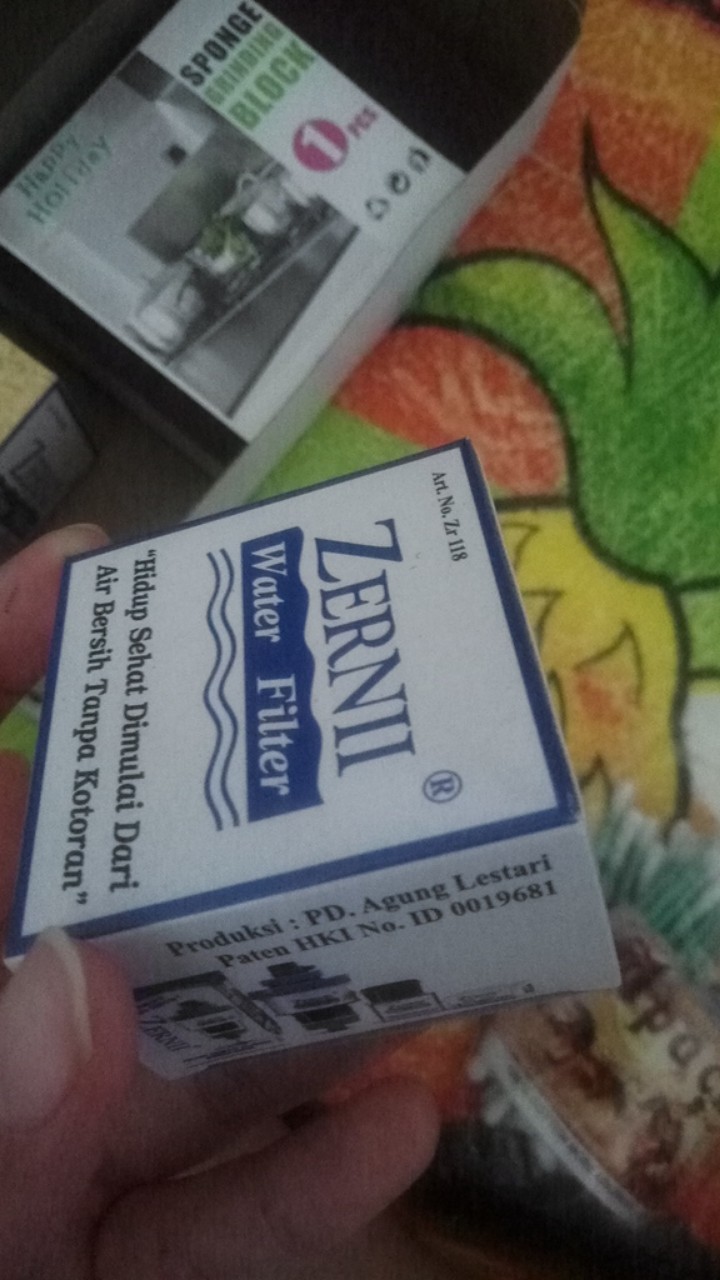 SPONGE
GRINDING
BLOCK
1 PCS
HAPPY
HOLIDAY
Art. No. Zr 118
ZERNII ®
Water Filter
“Hidup Sehat Dimulai Dari
Air Bersih Tanpa Kotoran”
Produksi : PD. Agung Lestari
Paten HKI No. ID 0019681
ZERNII